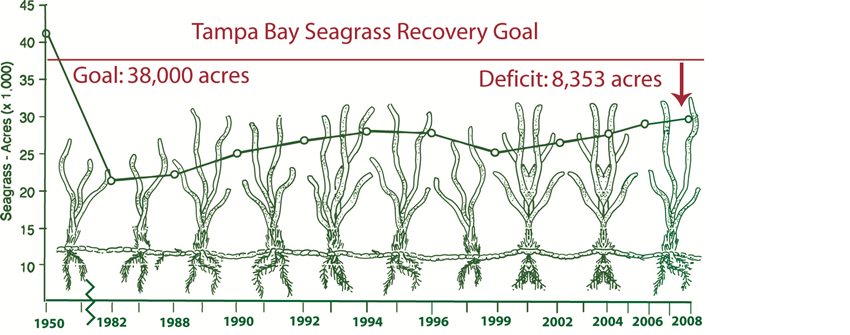 Tampa Bay Seagrass Recovery Goal
Goal: 38,000 acres
Deficit: 8,353 acres
Seagrass - Acres (x 1,000)
45
40
35
30
25
20
15
10
1950 1982 1988 1990 1992 1994 1996 1999 2002 2004 2006 2008